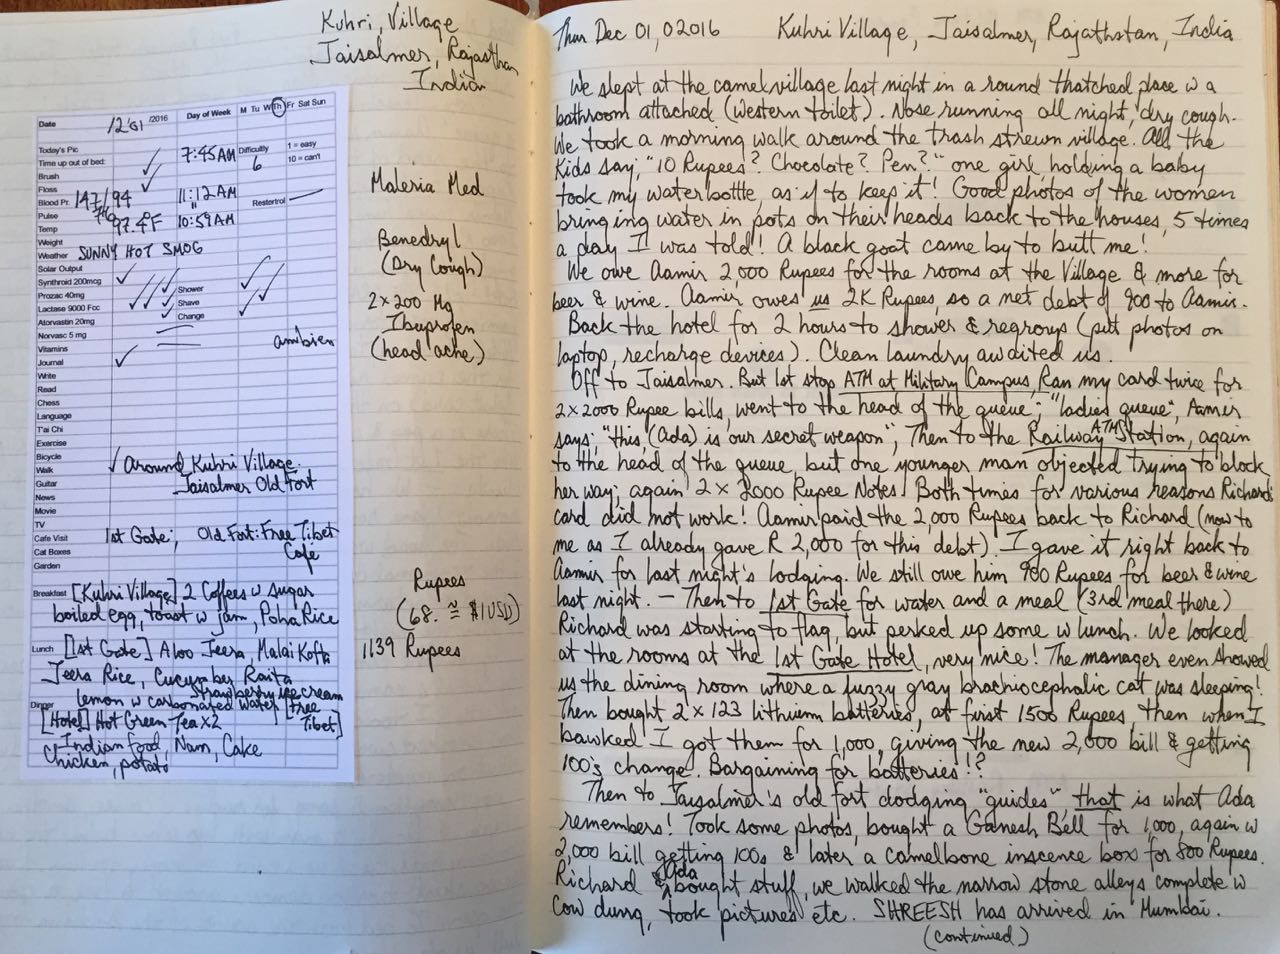 Kuhri, Village
Jaisalmer, Rajasthan
India
Date 12/01/2016 Day of Week M Tu W Th Fr Sat Sun
Today's Pic
Time up out of bed: 7:45AM Difficulty 6 1 = easy
Brush 10 = can't
Floss
Blood Pr. 147/94 11:12AM Restertrol
Pulse "
Temp 97.4°F 10:59AM
Weight
Weather SUNNY HOT SMOG
Solar Output
Synthroid 200mcg Shower
Prozac 40mg Shave
Lactase 9000 Foc Change
Atorvastin 20mg
Norvasc 5 mg ambien
Vitamins
Journal
Write
Read
Chess
Language
T'ai Chi
Exercise
Bicycle
Walk Around Kuhri Village
Guitar Jaisalmer Old Fort
News
Movie
TV
Cafe Visit 1st Gate; Old Fort: Free Tibet
Cat Boxes Café
Garden
Breakfast [Kuhri Village] 2 Coffees w sugar
boiled egg, toast w jam, Poha Rice
Lunch [1st Gate] Aloo Jeera, Malai Kofta
Jeera Rice, Cucumber Raita
Strawberry ice cream
lemon w carbonated water [Free
Dinner Tibet]
[Hotel] Hot Green Tea x2
Indian food, Nam, Cake
Chicken, potato
Maleria Med
Benedryl
(Dry Cough)
2 x 200 Mg
Ibuprofen
(head ache)
Rupees
(68. ≅ $1USD)
1139 Rupees
Thur Dec 01, 02016 Kuhri Village, Jaisalmer, Rajathstan, India
We slept at the camel village last night in a round thatched place w a
bathroom attached (Western toilet). Nose running all night, dry cough.
We took a morning walk around the trash strewn village. All the
Kids say; "10 Rupees? Chocolate? Pen?" one girl, holding a baby
took my water bottle, as if to keep it! Good photos of the women
bringing water in pots on their heads back to the houses, 5 times
a day I was told! A black goat came by to butt me!
We owe Aamir 2,000 Rupees for the rooms at the Village & more for
beer & wine. Aamir owes us 2K Rupees, so a net debt of 900 to Aamir.
Back the hotel for 2 hours to shower & regroup (put photos on
laptop, recharge devices). Clean laundry awaited us.
Off to Jaisalmer. But 1st stop ATM at Military Campus, Ran my card twice for
2x2000 Rupee bills, went to the head of the queue; "ladies queue", Aamer
says; "this (Ada) is our secret weapon"; Then to the Railway ATM Station, again
to the head of the queue, but one younger man objected trying to block
her way; again 2 x 2000 Rupee Notes. Both times for various reasons Richard's
card did not work! Aamir paid the 2,000 Rupees back to Richard (now to
me as I already gave R 2,000 for this debt). I gave it right back to
Aamir for last night's lodging. We still owe him 900 Rupees for beer & wine
last night. — Then to 1st Gate for water and a meal (3rd meal there)
Richard was starting to flag, but perked up some w lunch. We looked
at the rooms at the 1st Gate Hotel, very nice! The manager even showed
us the dining room where a fuzzy gray brachiocephalic cat was sleeping!
Then bought 2 x 123 lithium batteries, at first 1500 Rupees, then when I
bawked I got them for 1,000, giving the new 2,000 bill & getting
100's change. Bargaining for batteries!?
Then to Jaisalmer's old fort dodging "guides", that is what Ada
remembers! Took some photos, bought a Ganesh Bell for 1,000, again w
2,000 bill getting 100s & later a camelbone inscence box for 800 Rupees.
Richard & Ada bought stuff, we walked the narrow stone alleys complete w
cow dung, took pictures etc. SHREESH has arrived in Mumbai.
(continued)